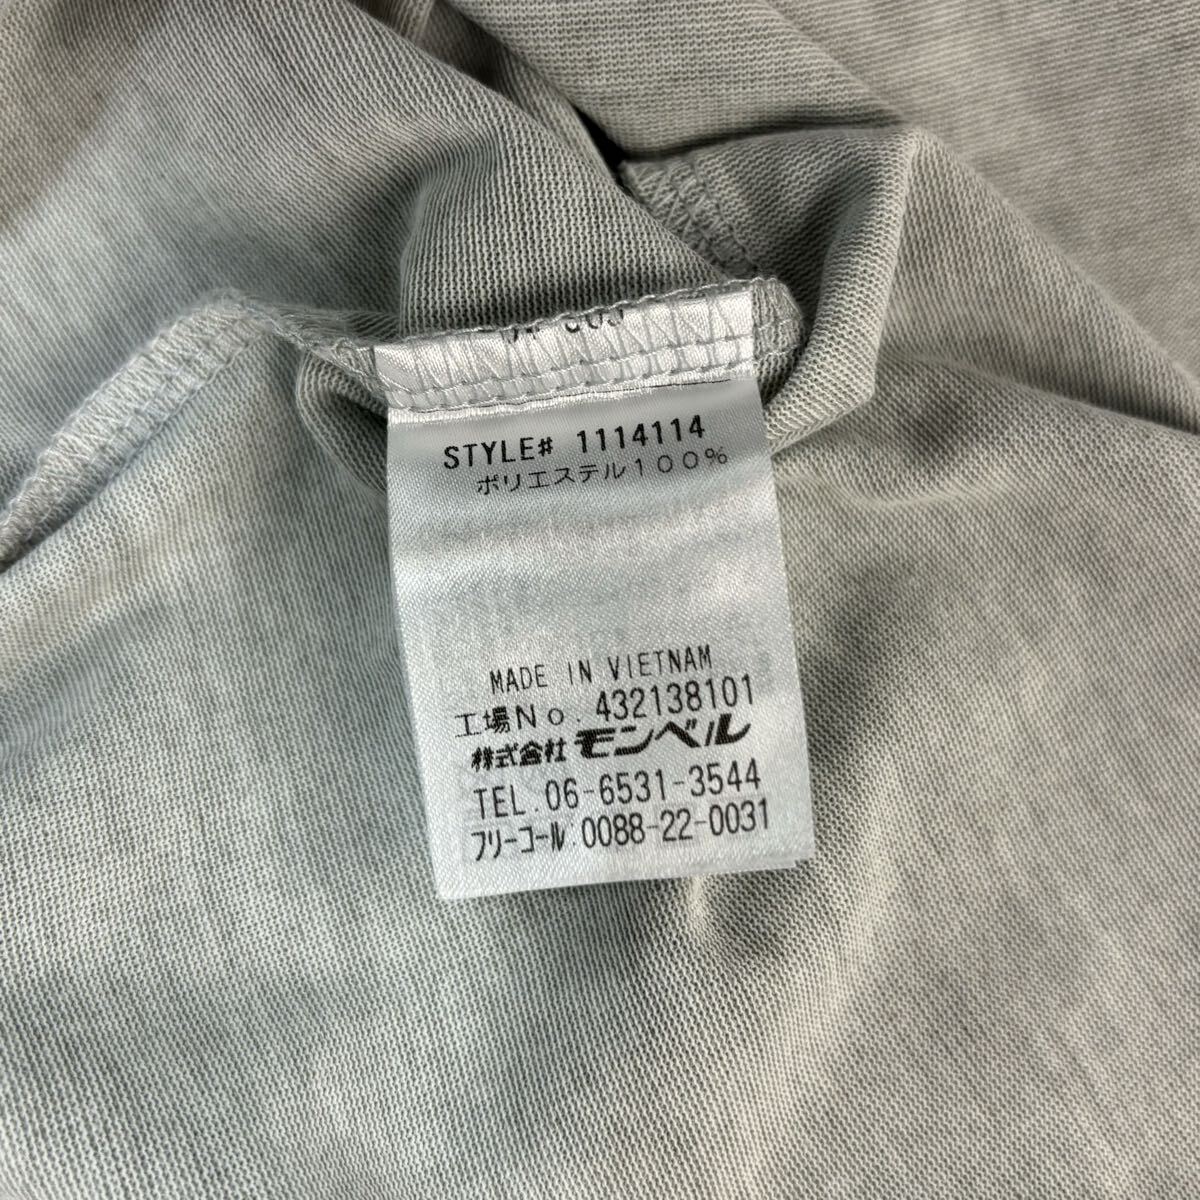 STYLE# 1114114
ポリエステル100%
MADE IN VIETNAM
工場No. 432138101
株式会社 モンベル
TEL.06-6531-3544
フリーコール.0088-22-0031